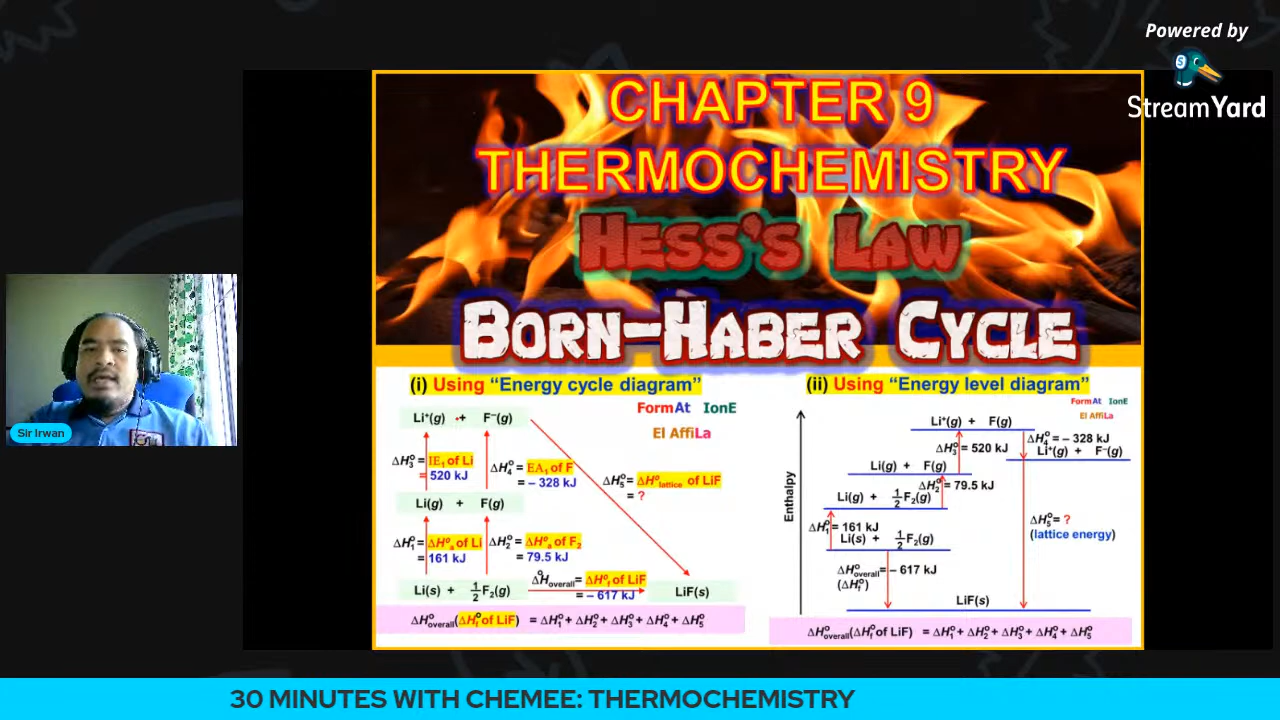 Powered by
StreamYard
CHAPTER 9
THERMOCHEMISTRY
HESS'S LAW
BORN-HABER CYCLE
(i) Using “Energy cycle diagram”
FormAt IonE
El AffiLa
Li⁺(g) + F⁻(g)
ΔH°₃ = IE₁ of Li
= 520 kJ
ΔH°₄ = EA₁ of F
= − 328 kJ
ΔH°₅ = ΔH°lattice of LiF
= ?
Li(g) + F(g)
ΔH°₁ = ΔH°ₐ of Li
= 161 kJ
ΔH°₂ = ΔH°ₐ of F₂
= 79.5 kJ
Li(s) + 1/2 F₂(g)
ΔH°overall = ΔH°f of LiF
= − 617 kJ
LiF(s)
ΔH°overall(ΔH°f of LiF) = ΔH°₁ + ΔH°₂ + ΔH°₃ + ΔH°₄ + ΔH°₅
(ii) Using “Energy level diagram”
FormAt IonE
El AffiLa
Enthalpy
Li⁺(g) + F(g)
ΔH°₄ = − 328 kJ
ΔH°₃ = 520 kJ
Li⁺(g) + F⁻(g)
Li(g) + F(g)
ΔH°₂ = 79.5 kJ
Li(g) + 1/2 F₂(g)
ΔH°₁ = 161 kJ
Li(s) + 1/2 F₂(g)
ΔH°₅ = ?
(lattice energy)
ΔH°overall = − 617 kJ
(ΔH°f)
LiF(s)
ΔH°overall(ΔH°f of LiF) = ΔH°₁ + ΔH°₂ + ΔH°₃ + ΔH°₄ + ΔH°₅
Sir Irwan
30 MINUTES WITH CHEMEE: THERMOCHEMISTRY